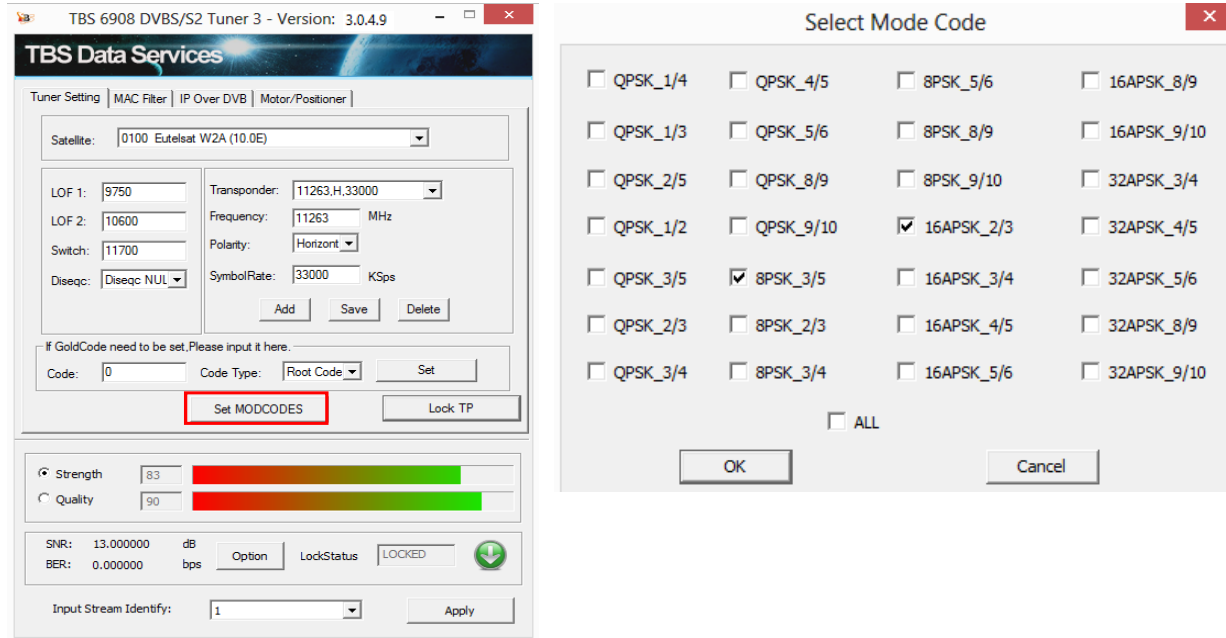 TBS 6908 DVBS/S2 Tuner 3 - Version: 3.0.4.9
TBS Data Services
Tuner Setting MAC Filter IP Over DVB Motor/Positioner
Satellite: 0100 Eutelsat W2A (10.0E)
LOF 1: 9750
LOF 2: 10600
Switch: 11700
Diseqc: Diseqc NUL
Transponder: 11263,H,33000
Frequency: 11263 MHz
Polarity: Horizont
SymbolRate: 33000 KSps
Add Save Delete
If GoldCode need to be set,Please input it here.
Code: 0 Code Type: Root Code Set
Set MODCODES Lock TP
Strength 83
Quality 90
SNR: 13.000000 dB
BER: 0.000000 bps
Option LockStatus LOCKED
Input Stream Identify: 1 Apply
Select Mode Code
QPSK_1/4 QPSK_4/5 8PSK_5/6 16APSK_8/9
QPSK_1/3 QPSK_5/6 8PSK_8/9 16APSK_9/10
QPSK_2/5 QPSK_8/9 8PSK_9/10 32APSK_3/4
QPSK_1/2 QPSK_9/10 16APSK_2/3 32APSK_4/5
QPSK_3/5 8PSK_3/5 16APSK_3/4 32APSK_5/6
QPSK_2/3 8PSK_2/3 16APSK_4/5 32APSK_8/9
QPSK_3/4 8PSK_3/4 16APSK_5/6 32APSK_9/10
ALL
OK Cancel